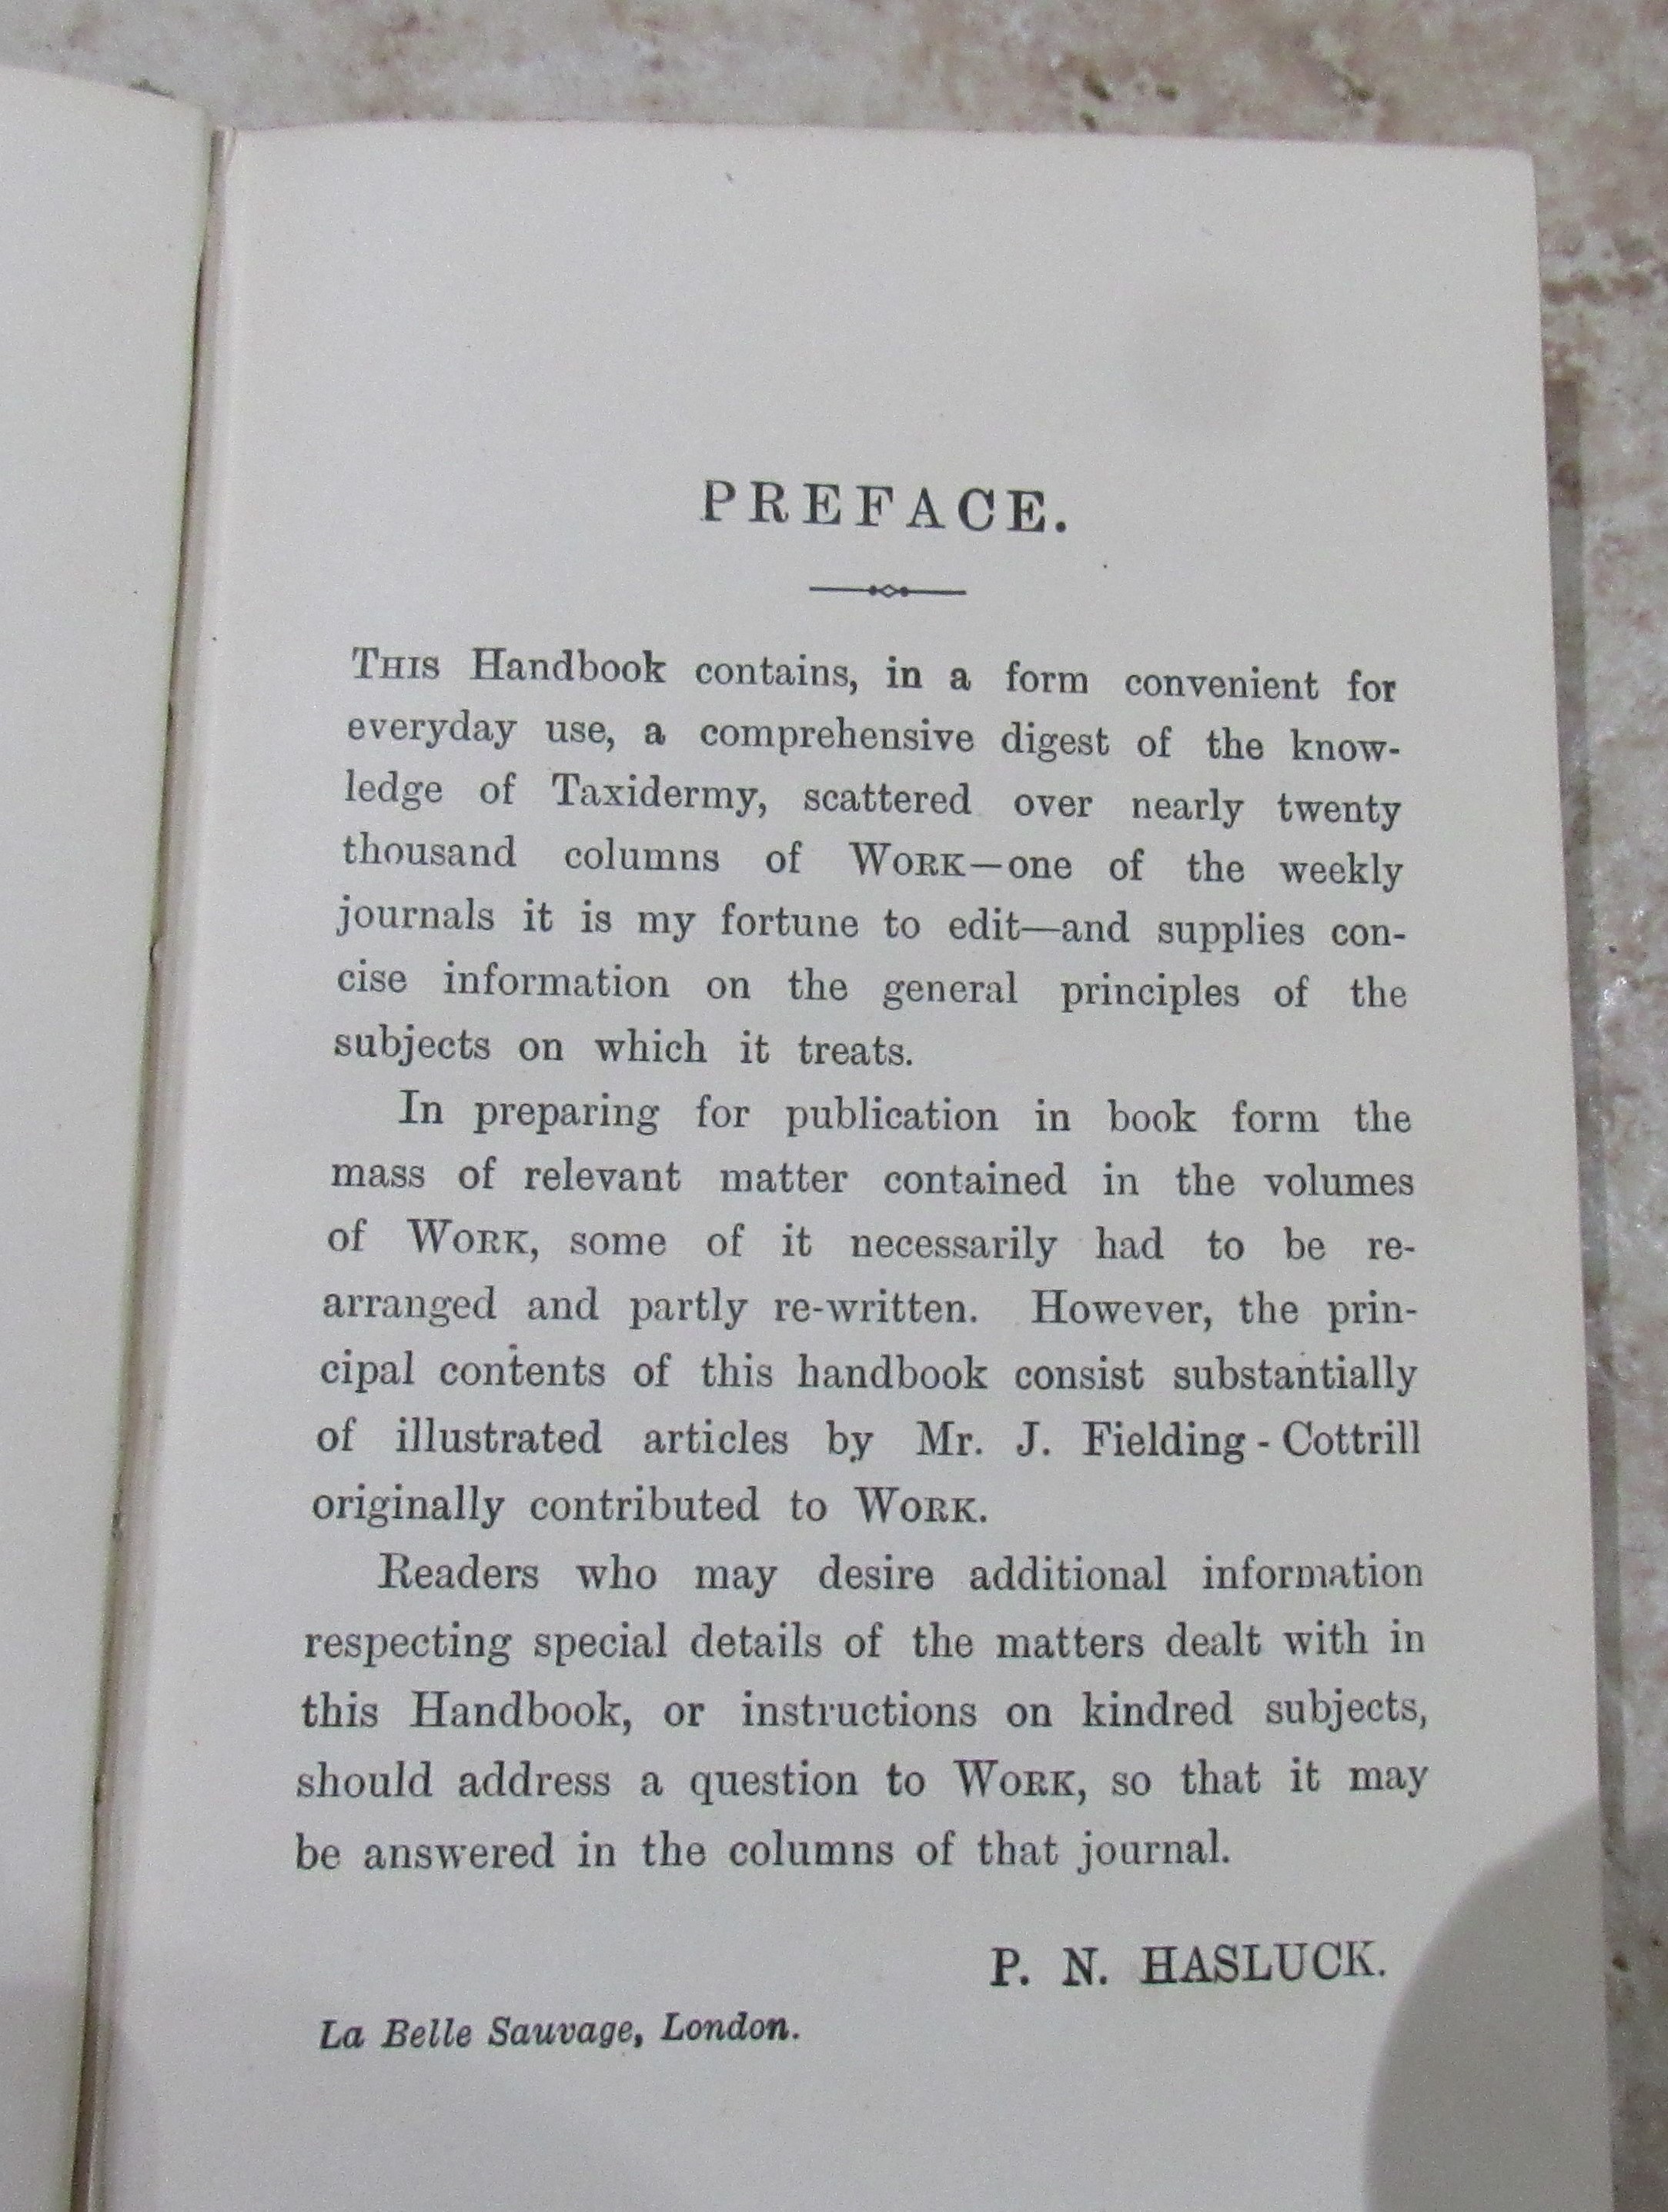 PREFACE.
THIS Handbook contains, in a form convenient for
everyday use, a comprehensive digest of the know-
ledge of Taxidermy, scattered over nearly twenty
thousand columns of WORK—one of the weekly
journals it is my fortune to edit—and supplies con-
cise information on the general principles of the
subjects on which it treats.
In preparing for publication in book form the
mass of relevant matter contained in the volumes
of WORK, some of it necessarily had to be re-
arranged and partly re-written. However, the prin-
cipal contents of this handbook consist substantially
of illustrated articles by Mr. J. Fielding - Cottrill
originally contributed to WORK.
Readers who may desire additional information
respecting special details of the matters dealt with in
this Handbook, or instructions on kindred subjects,
should address a question to WORK, so that it may
be answered in the columns of that journal.
P. N. HASLUCK.
La Belle Sauvage, London.